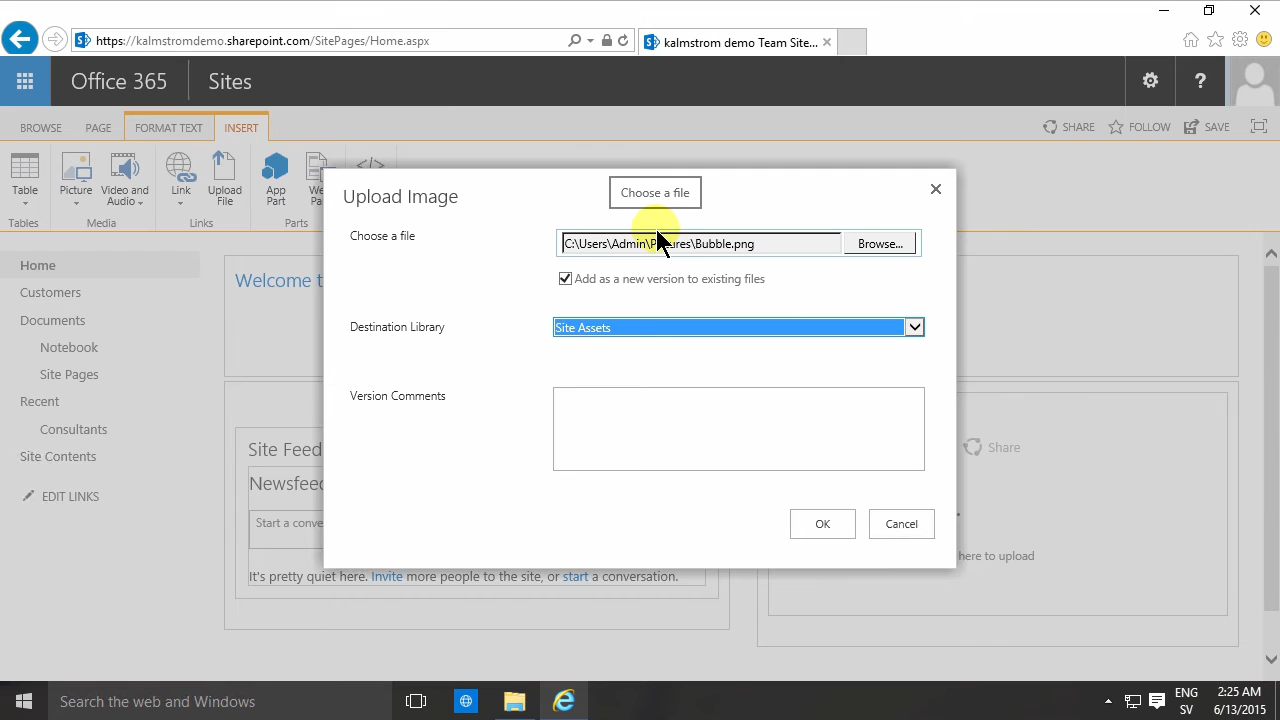 https://kalmstromdemo.sharepoint.com/SitePages/Home.aspx
kalmstrom demo Team Site...
Office 365
Sites
?
BROWSE
PAGE
FORMAT TEXT
INSERT
SHARE
FOLLOW
SAVE
Table
Picture
Video and
Audio
Link
Upload
File
App
Part
Tables
Media
Links
Parts
Upload Image
Choose a file
Choose a file
C:\Users\Admin\
res\Bubble.png
Browse...
Add as a new version to existing files
Destination Library
Site Assets
Version Comments
OK
Cancel
Home
Customers
Documents
Notebook
Site Pages
Recent
Consultants
Site Contents
EDIT LINKS
Welcome
Site Feed
Start a
It's pretty quiet here. Invite more people to the site, or start a conversation.
Share
here to upload
Search the web and Windows
ENG
SV
2:25 AM
6/13/2015